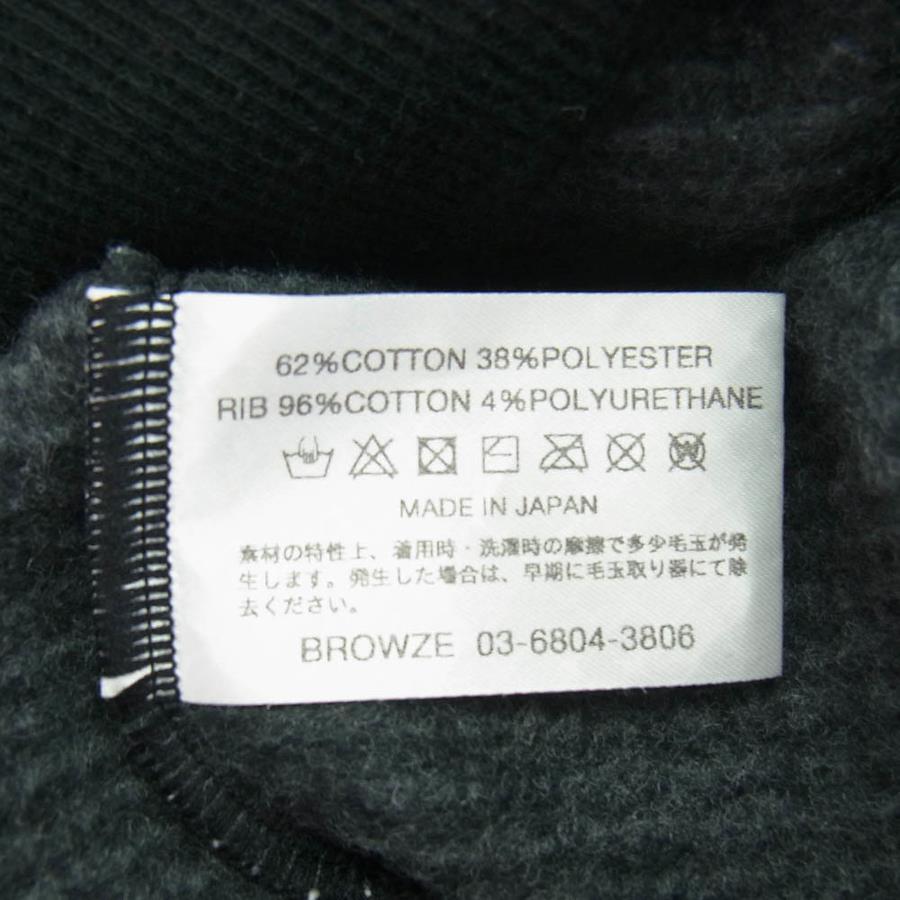 62%COTTON 38%POLYESTER
RIB 96%COTTON 4%POLYURETHANE
MADE IN JAPAN
素材の特性上、着用時・洗濯時の摩擦で多少毛玉が発
生します。発生した場合は、早期に毛玉取り器にて除
去ください。
BROWZE 03-6804-3806